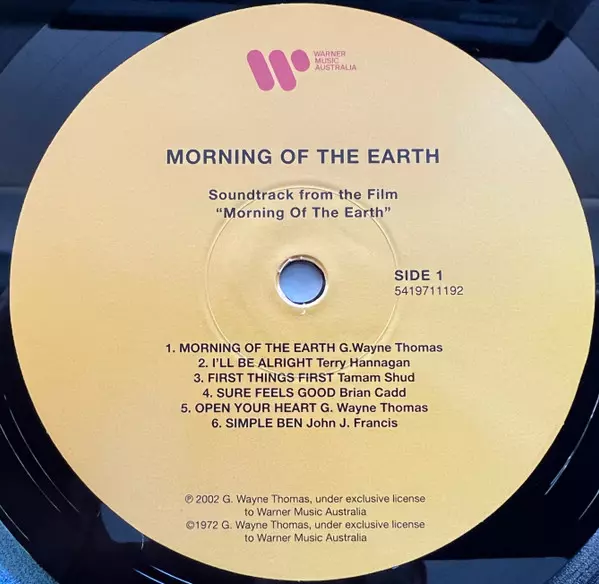 WARNER
MUSIC
AUSTRALIA
MORNING OF THE EARTH
Soundtrack from the Film
“Morning Of The Earth”
SIDE 1
5419711192
1. MORNING OF THE EARTH G.Wayne Thomas
2. I'LL BE ALRIGHT Terry Hannagan
3. FIRST THINGS FIRST Tamam Shud
4. SURE FEELS GOOD Brian Cadd
5. OPEN YOUR HEART G. Wayne Thomas
6. SIMPLE BEN John J. Francis
℗ 2002 G. Wayne Thomas, under exclusive license
to Warner Music Australia
©1972 G. Wayne Thomas, under exclusive license
to Warner Music Australia